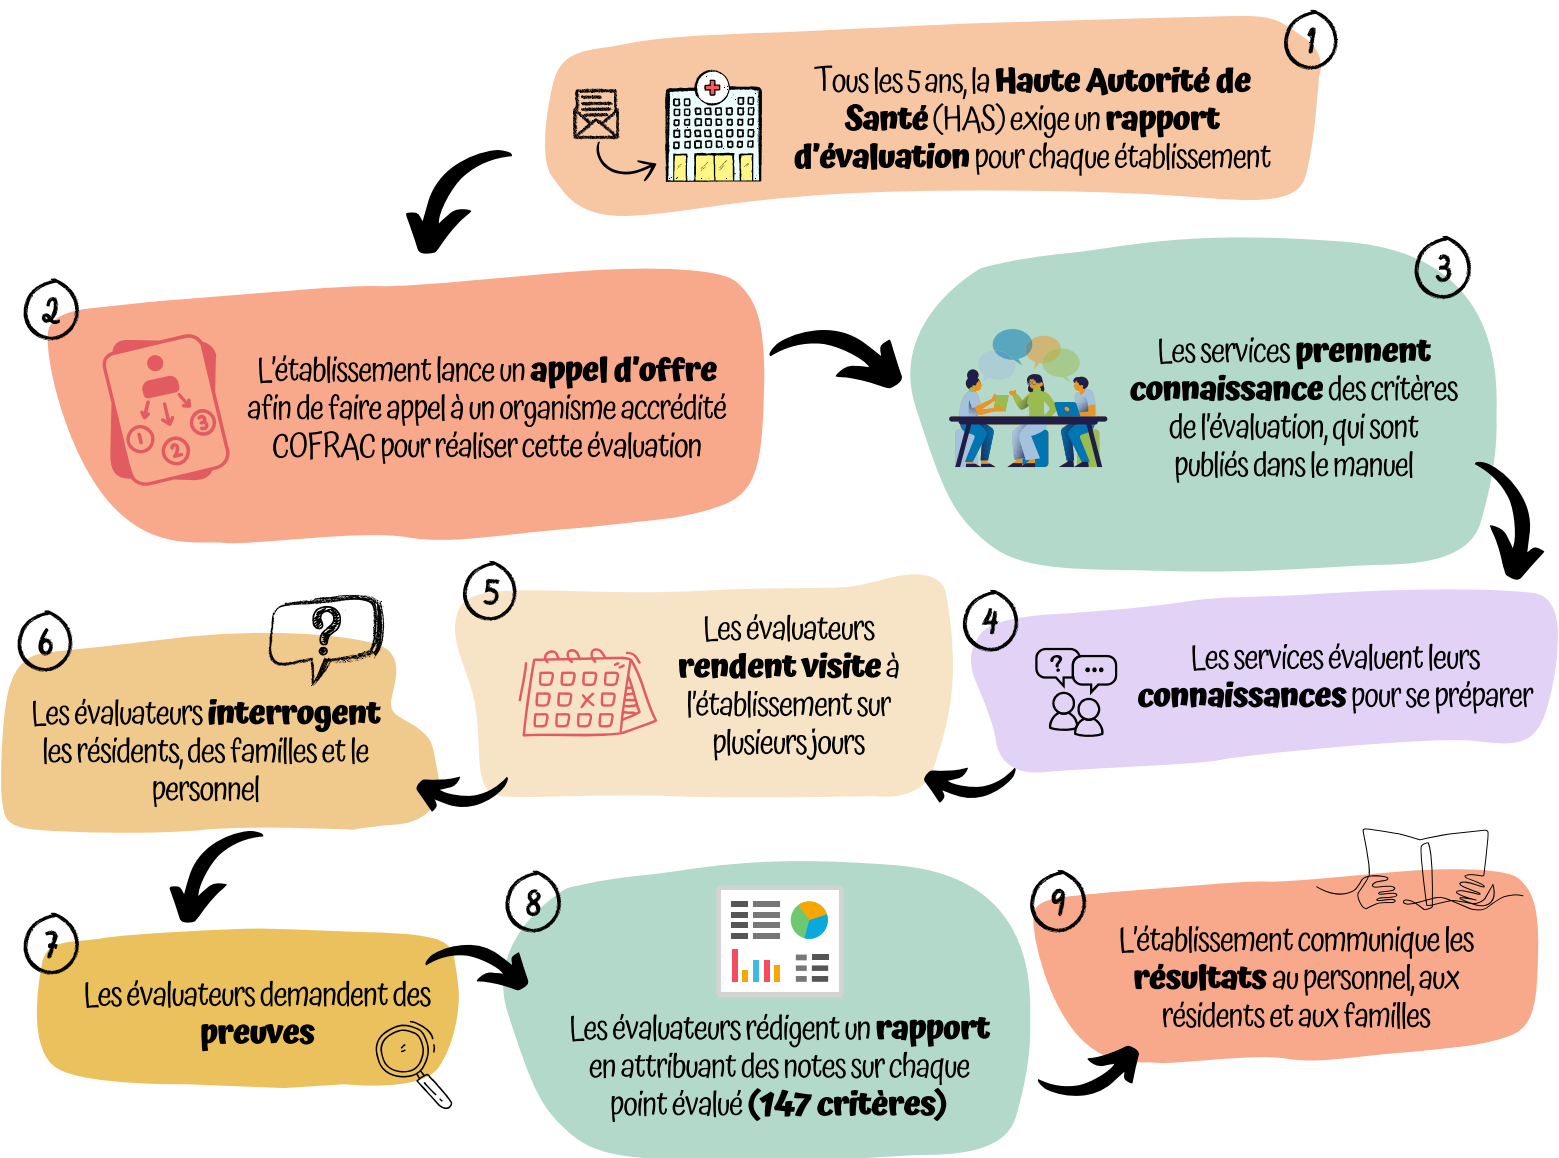 1
Tous les 5 ans, la Haute Autorité de
Santé (HAS) exige un rapport
d'évaluation pour chaque établissement
2
1
2
3
L'établissement lance un appel d'offre
afin de faire appel à un organisme accrédité
COFRAC pour réaliser cette évaluation
3
Les services prennent
connaissance des critères
de l'évaluation, qui sont
publiés dans le manuel
4
?
...
Les services évaluent leurs
connaissances pour se préparer
5
Les évaluateurs
rendent visite à
l'établissement sur
plusieurs jours
6
?
Les évaluateurs interrogent
les résidents, des familles et le
personnel
7
Les évaluateurs demandent des
preuves
8
Les évaluateurs rédigent un rapport
en attribuant des notes sur chaque
point évalué (147 critères)
9
L'établissement communique les
résultats au personnel, aux
résidents et aux familles